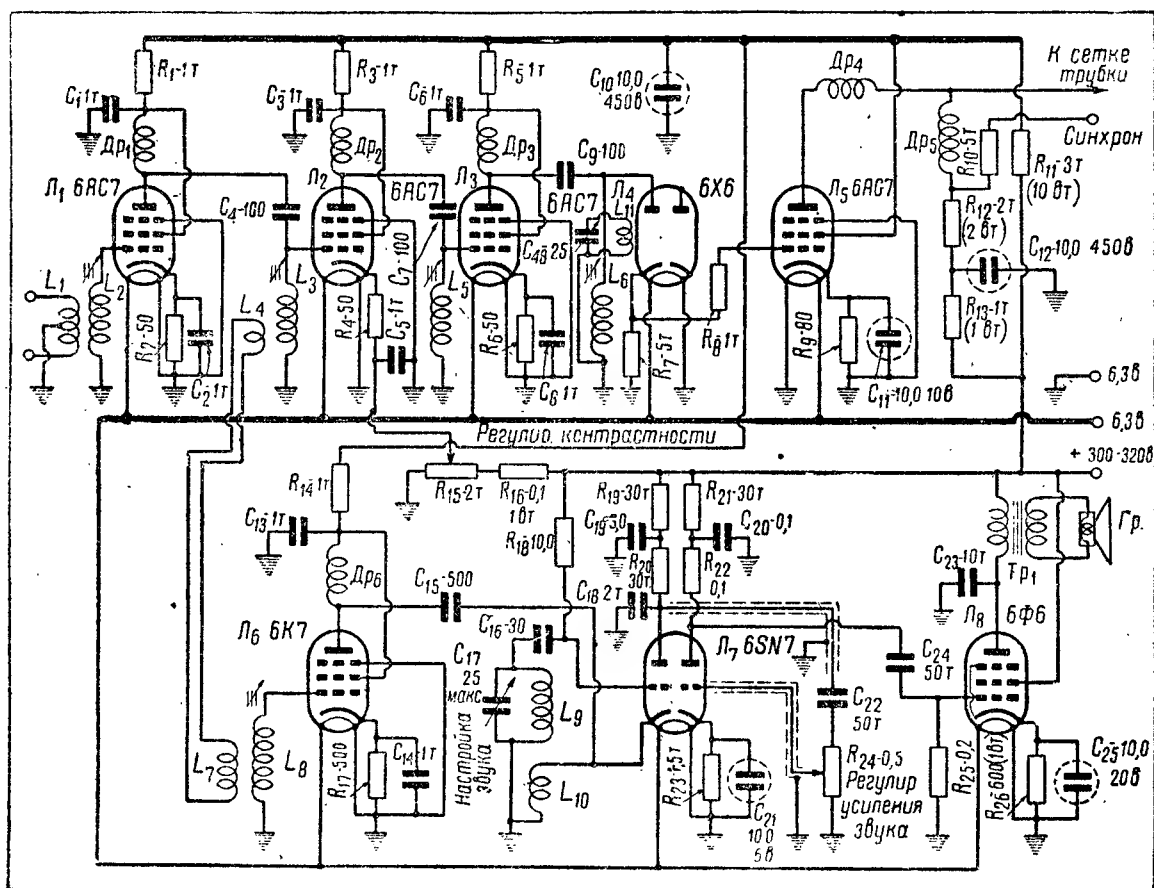 R1-1т
R3-1т
R5-1т
C10 10,0
450в
Др4
К сетке
трубки
C1 1т
C3-1т
C6-1т
Др1
Др2
Др3
C9-100
Др5
R10-5т
Синхрон
R11-3т
(10 вт)
Л1 6AC7
Л2
6AC7
Л3
6AC7
Л4
6X6
Л5 6AC7
C4-100
C7-100
L11
C48 25
R12-2т
(2 вт)
C12-10,0 450в
L1
L2
L4
L3
L5
L6
R2-50
C2-1т
R4-50
C5-1т
R6-50
C6 1т
R7-5т
R8 1т
R9-80
C11-10,0 10в
R13-1т
(1 вт)
6,3в
6,3в
+ 300-320в
Регулир. контрастности
R14-1т
R15-2т
R16-0,1
1 вт
R18-10,0
R19-30т
R21-30т
C13-1т
C19-5,0
C20-0,1
R20
30т
R22
0,1
Др6
C15-500
C18 2т
C23-10т
Тр1
Гр.
Л6 6К7
C16-30
Л7 6SN7
C24
50т
Л8
6Ф6
C17
25
макс
Настройка
звука
L9
C22
50т
L7
L8
R17-500
C14-1т
L10
R23-1,5т
C21
10,0
6в
R24-0,5
Регулир
усиления
звука
R25-0,2
R26-600(1вт)
C25-10,0
20в